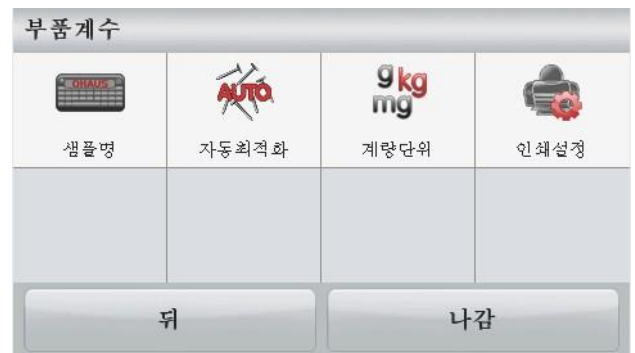 부품계수
OHAUS
AUTO
g kg
mg
샘플명 자동최적화 계량단위 인쇄설정
뒤 나감